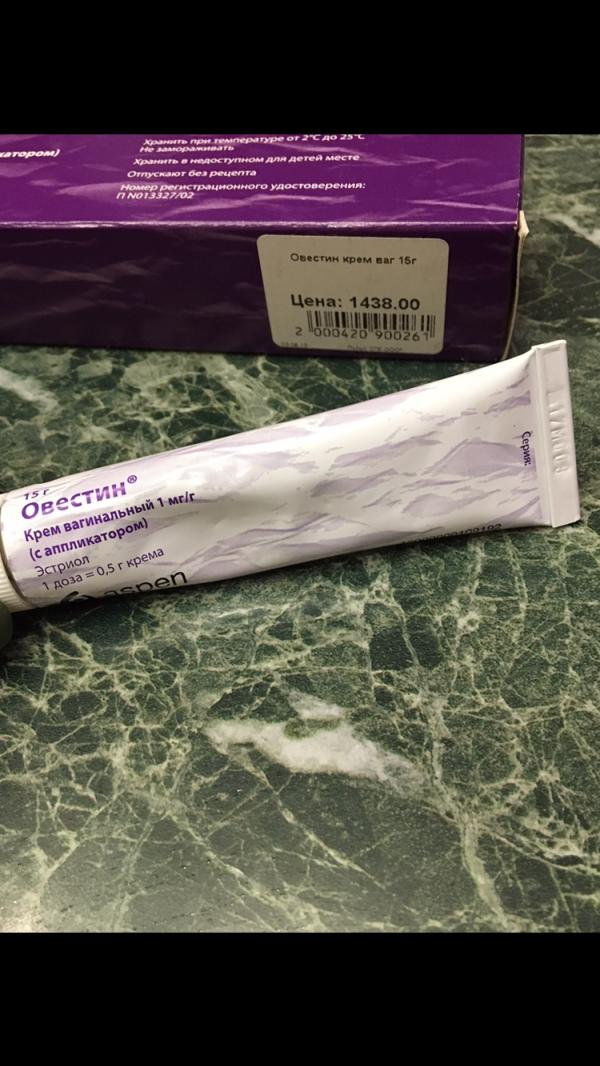 катором)
Хранить при температуре от 2°С до 25°С
Не замораживать
Хранить в недоступном для детей месте
Отпускают без рецепта
Номер регистрационного удостоверения:
П N013327/02
Овестин крем ваг 15г
Цена: 1438.00
2 000420 900261
15 г
Овестин®
Крем вагинальный 1 мг/г
(с аппликатором)
Эстриол
1 доза = 0,5 г крема
aspen
Серия: